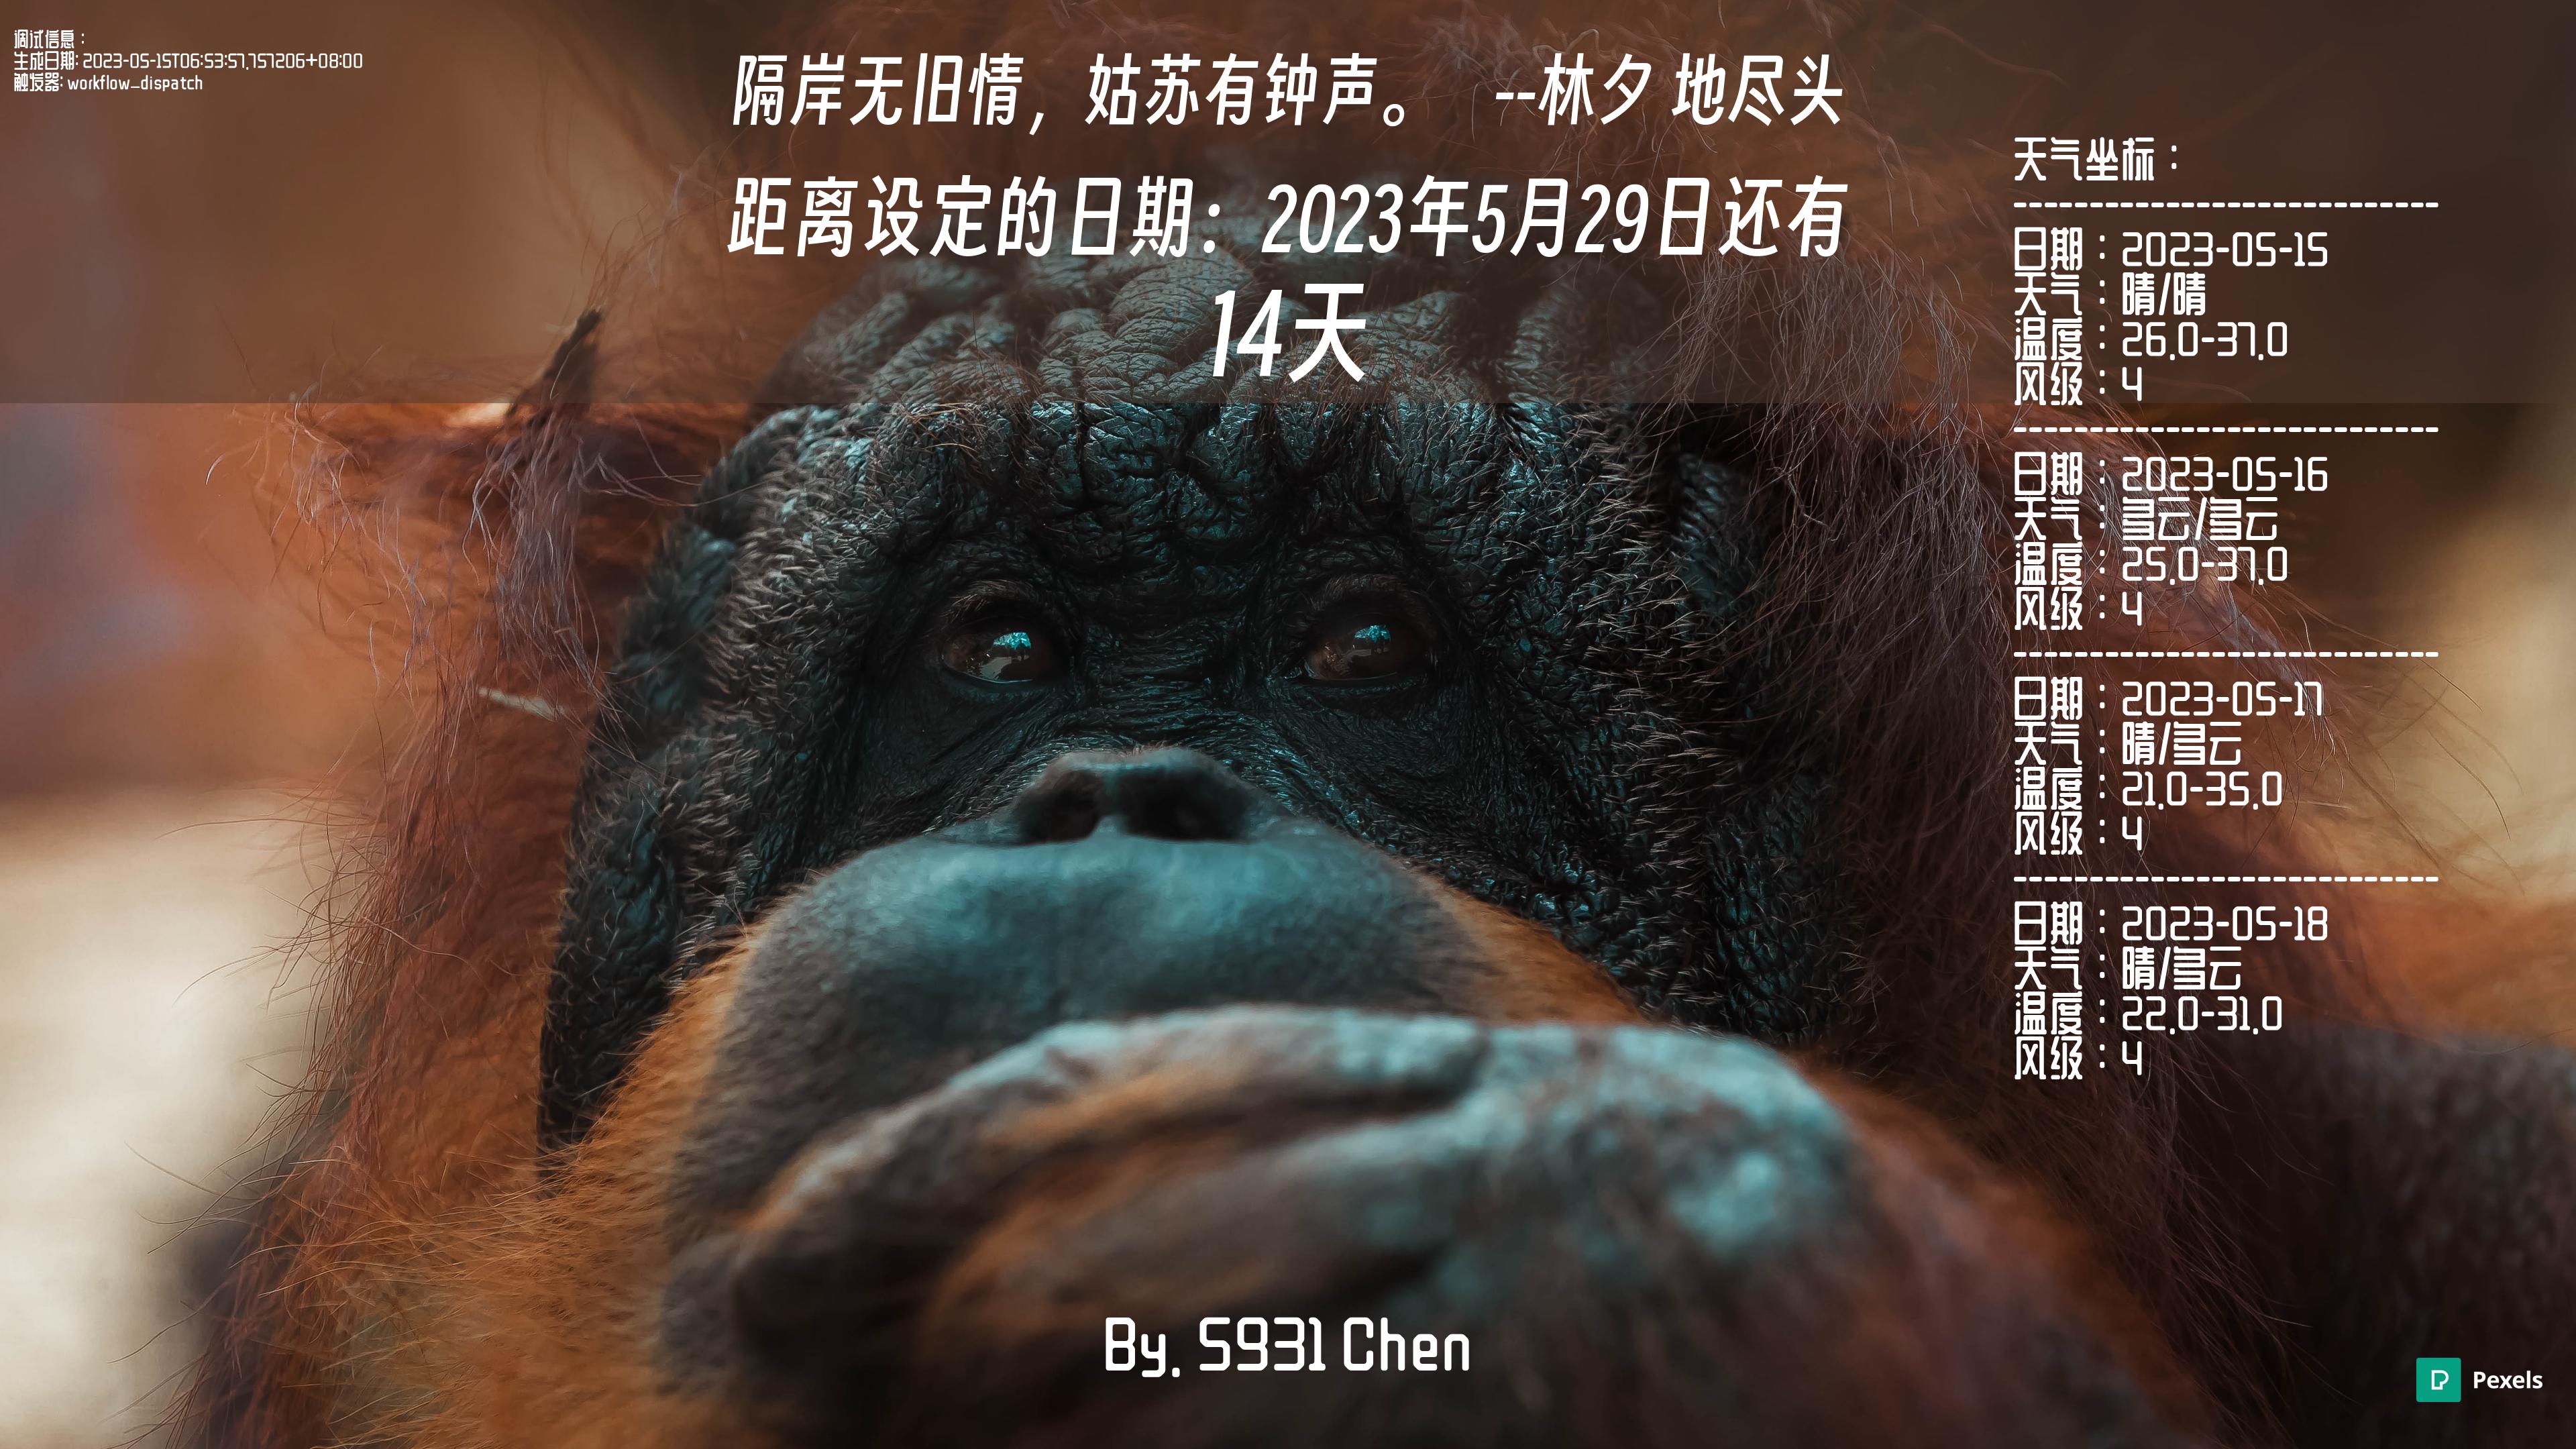 调试信息：
生成日期: 2023-05-15T06:53:57.757206+08:00
触发器: workflow_dispatch
隔岸无旧情，姑苏有钟声。 --林夕 地尽头
距离设定的日期：2023年5月29日还有
14天
天气坐标：
----------------------------
日期：2023-05-15
天气：晴/晴
温度：26.0-37.0
风级：4
----------------------------
日期：2023-05-16
天气：多云/多云
温度：25.0-37.0
风级：4
----------------------------
日期：2023-05-17
天气：晴/多云
温度：21.0-35.0
风级：4
----------------------------
日期：2023-05-18
天气：晴/多云
温度：22.0-31.0
风级：4
By. S931 Chen
Pexels